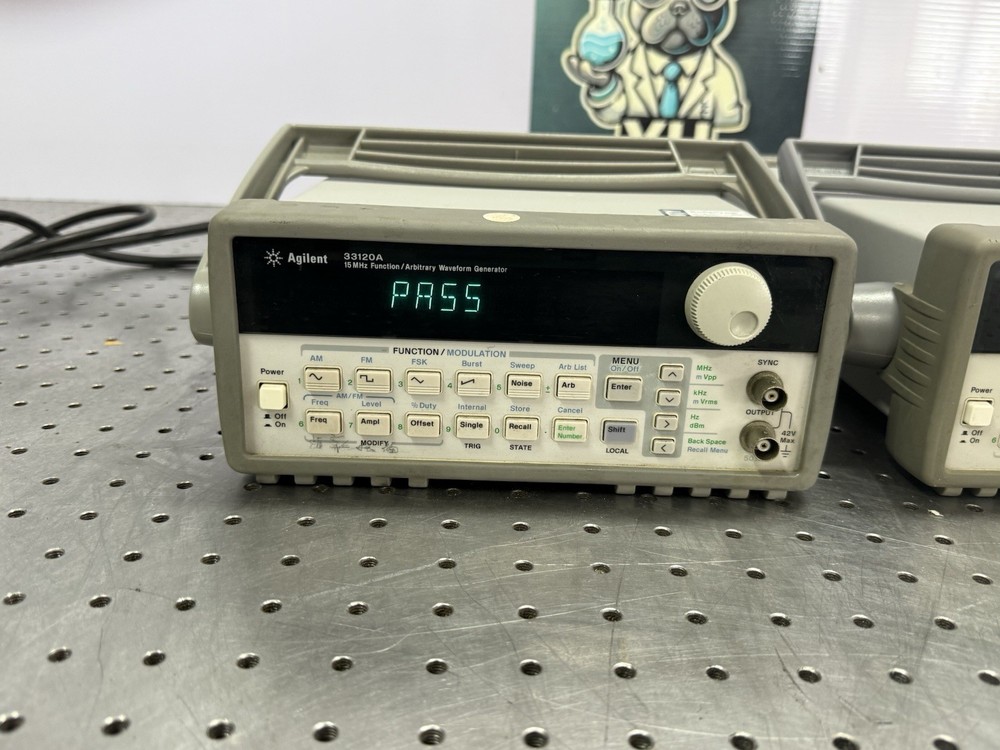 YU
Agilent 33120A
15 MHz Function / Arbitrary Waveform Generator
PASS
FUNCTION / MODULATION
MENU
On / Off
SYNC
AM FM FSK Burst Sweep Arb List
Power
1 2 3 4 5 Noise ± Arb Enter
MHz
m Vpp
kHz
m Vrms
AM/FM
Freq Level % Duty Internal Store Cancel
OUTPUT
Off
On
6 Freq 7 Ampl 8 Offset 9 Single 0 Recall . Enter Number Shift
Hz
dBm
42V
Max
MODIFY TRIG STATE LOCAL
Back Space
Recall Menu
Power
Off
On
6